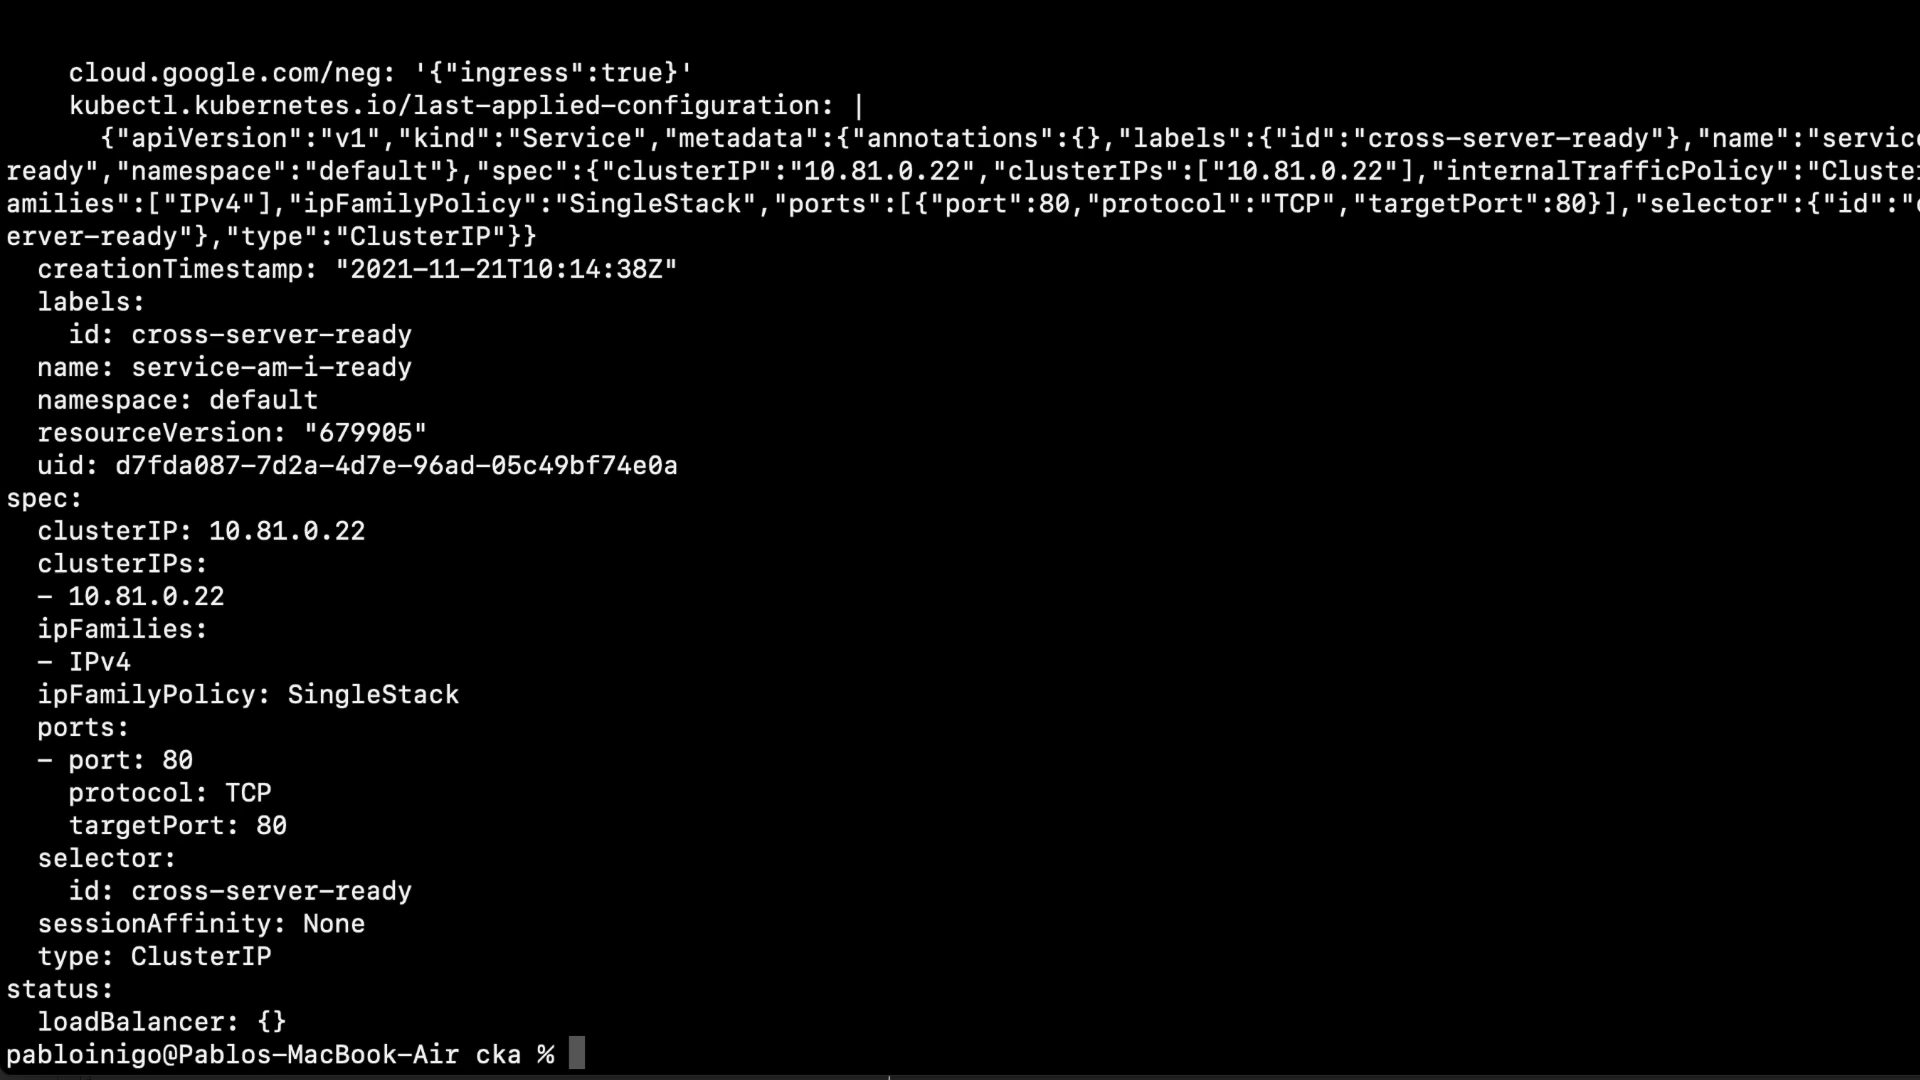 cloud.google.com/neg: '{"ingress":true}'
    kubectl.kubernetes.io/last-applied-configuration: |
      {"apiVersion":"v1","kind":"Service","metadata":{"annotations":{},"labels":{"id":"cross-server-ready"},"name":"service
ready","namespace":"default"},"spec":{"clusterIP":"10.81.0.22","clusterIPs":["10.81.0.22"],"internalTrafficPolicy":"Cluster
amilies":["IPv4"],"ipFamilyPolicy":"SingleStack","ports":[{"port":80,"protocol":"TCP","targetPort":80}],"selector":{"id":"
erver-ready"},"type":"ClusterIP"}}
  creationTimestamp: "2021-11-21T10:14:38Z"
  labels:
    id: cross-server-ready
  name: service-am-i-ready
  namespace: default
  resourceVersion: "679905"
  uid: d7fda087-7d2a-4d7e-96ad-05c49bf74e0a
spec:
  clusterIP: 10.81.0.22
  clusterIPs:
  - 10.81.0.22
  ipFamilies:
  - IPv4
  ipFamilyPolicy: SingleStack
  ports:
  - port: 80
    protocol: TCP
    targetPort: 80
  selector:
    id: cross-server-ready
  sessionAffinity: None
  type: ClusterIP
status:
  loadBalancer: {}
pabloinigo@Pablos-MacBook-Air cka %